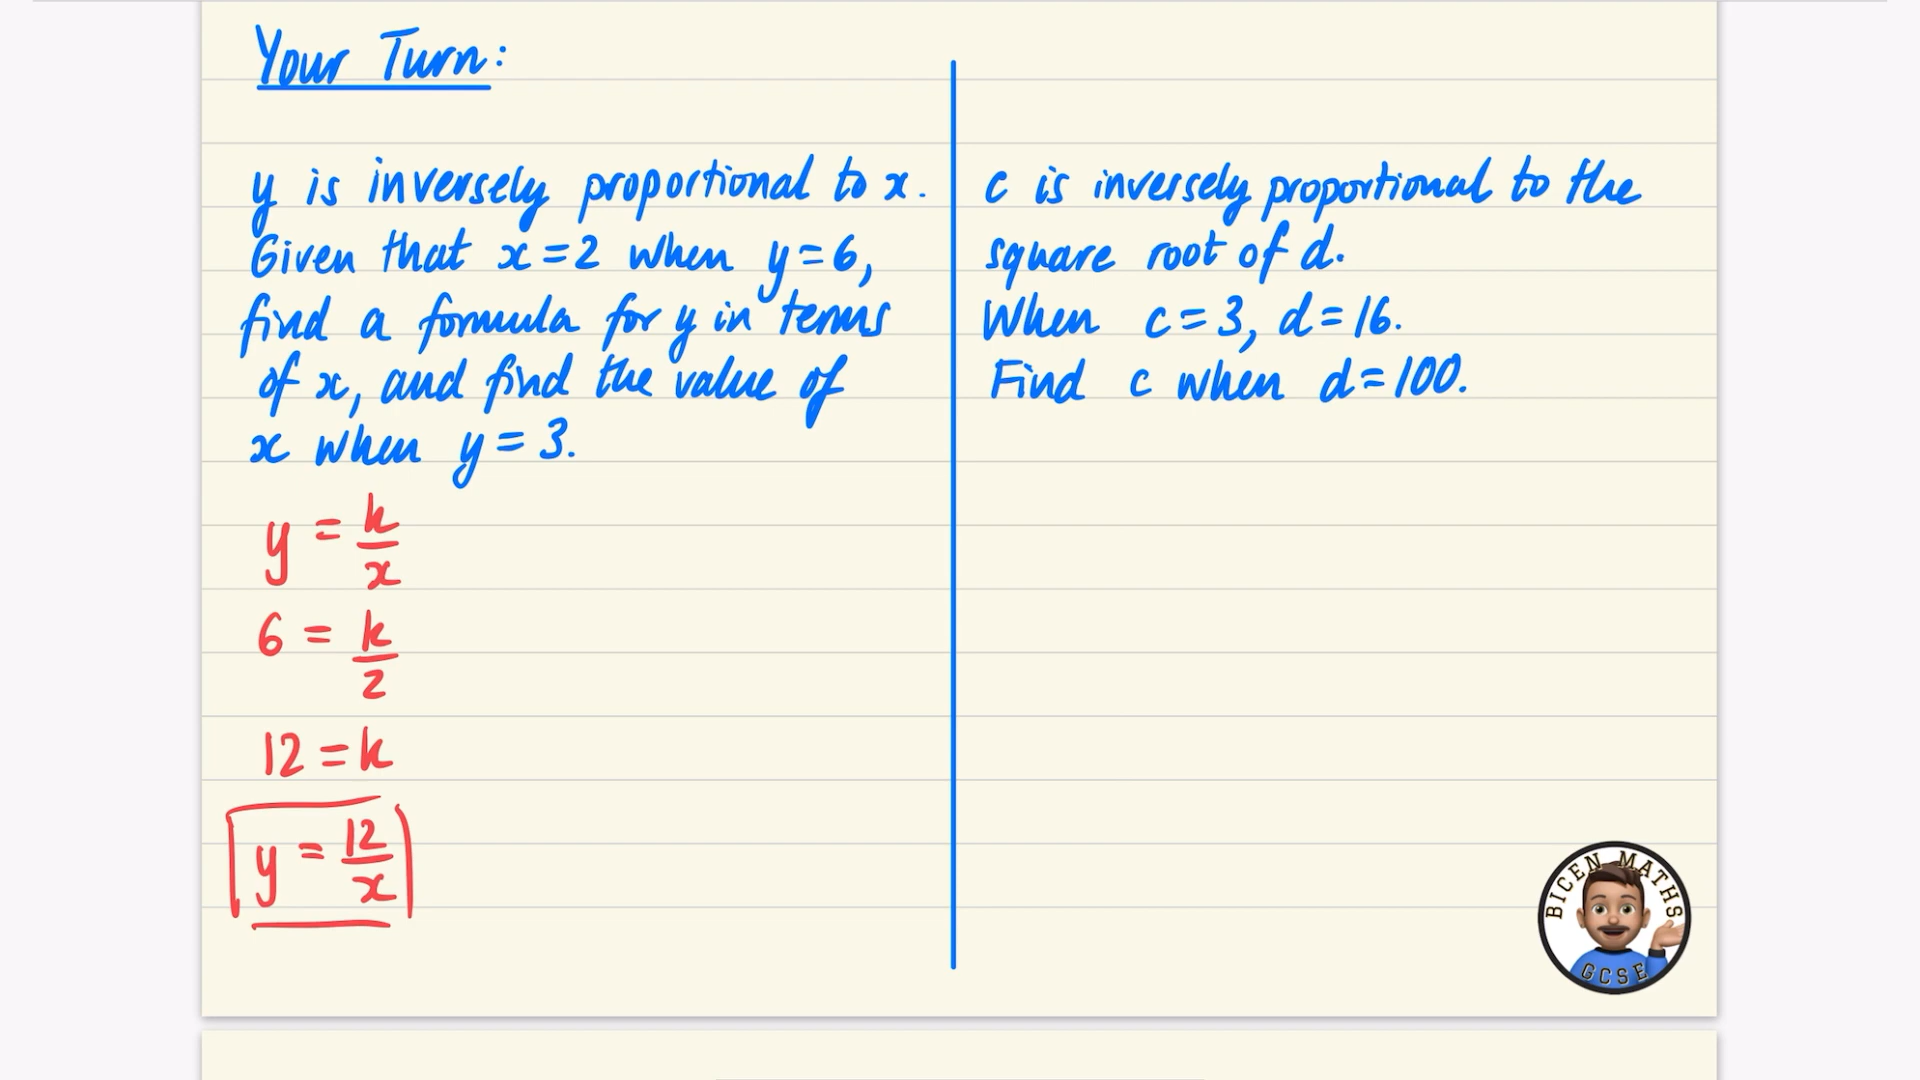 Your Turn:
y is inversely proportional to x.
Given that x = 2 when y = 6,
find a formula for y in terms
of x, and find the value of
x when y = 3.
y = k/x
6 = k/2
12 = k
y = 12/x
c is inversely proportional to the
square root of d.
When c = 3, d = 16.
Find c when d = 100.
BICEN MATHS
GCSE